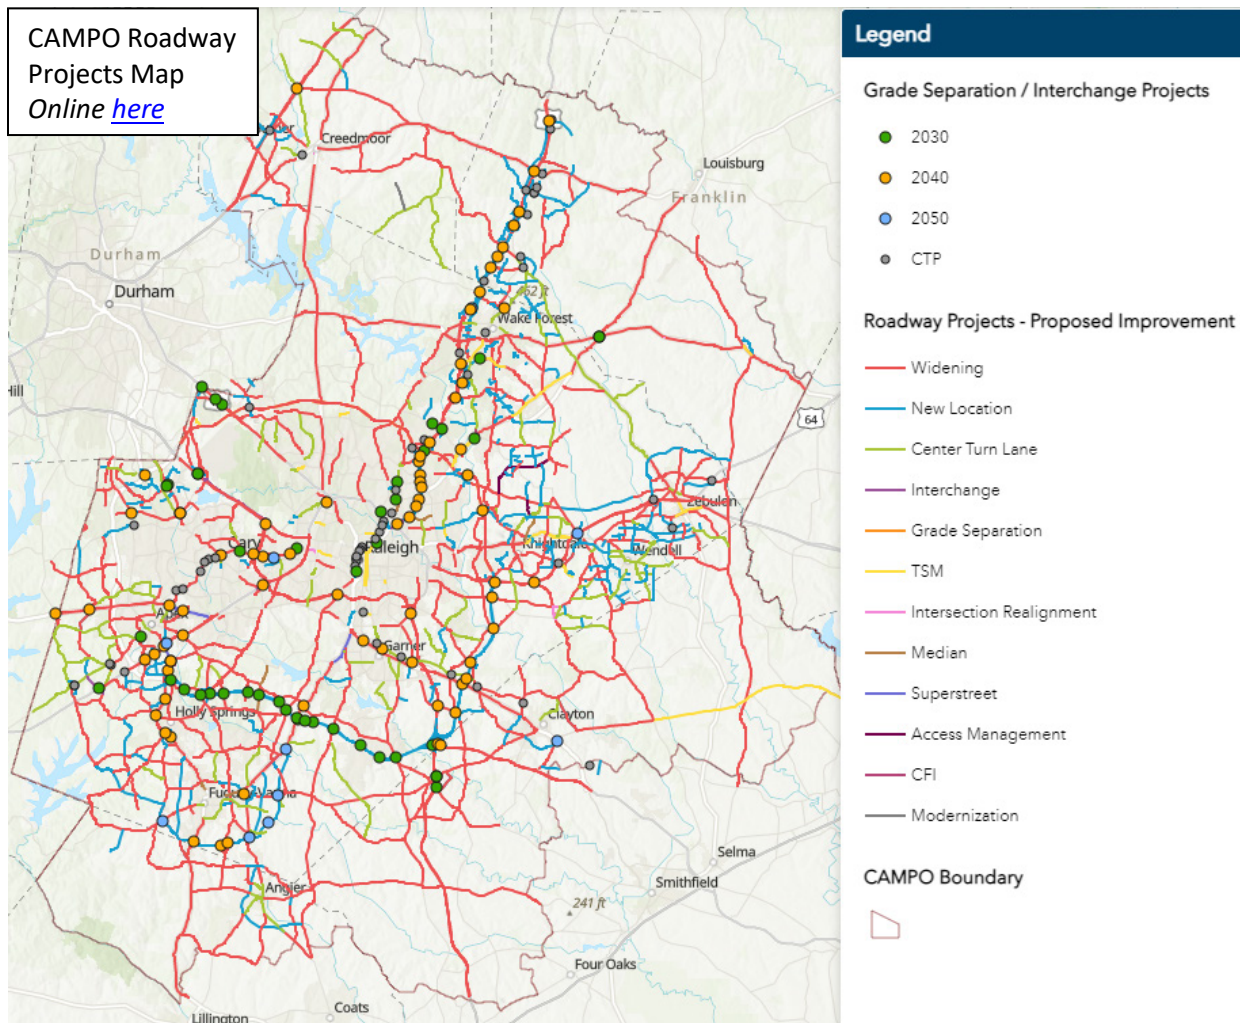 CAMPO Roadway
Projects Map
Online here
Creedmoor
Louisburg
Franklin
Durham
Durham
462 ft
Wake Forest
Hill
64
Zebulon
Raleigh
Knightdale
Wendell
Cary
Apex
Garner
Holly Springs
Clayton
Fuquay-Varina
Selma
Smithfield
Angier
241 ft
Four Oaks
Coats
Lillington
Legend
Grade Separation / Interchange Projects
2030
2040
2050
CTP
Roadway Projects - Proposed Improvement
Widening
New Location
Center Turn Lane
Interchange
Grade Separation
TSM
Intersection Realignment
Median
Superstreet
Access Management
CFI
Modernization
CAMPO Boundary